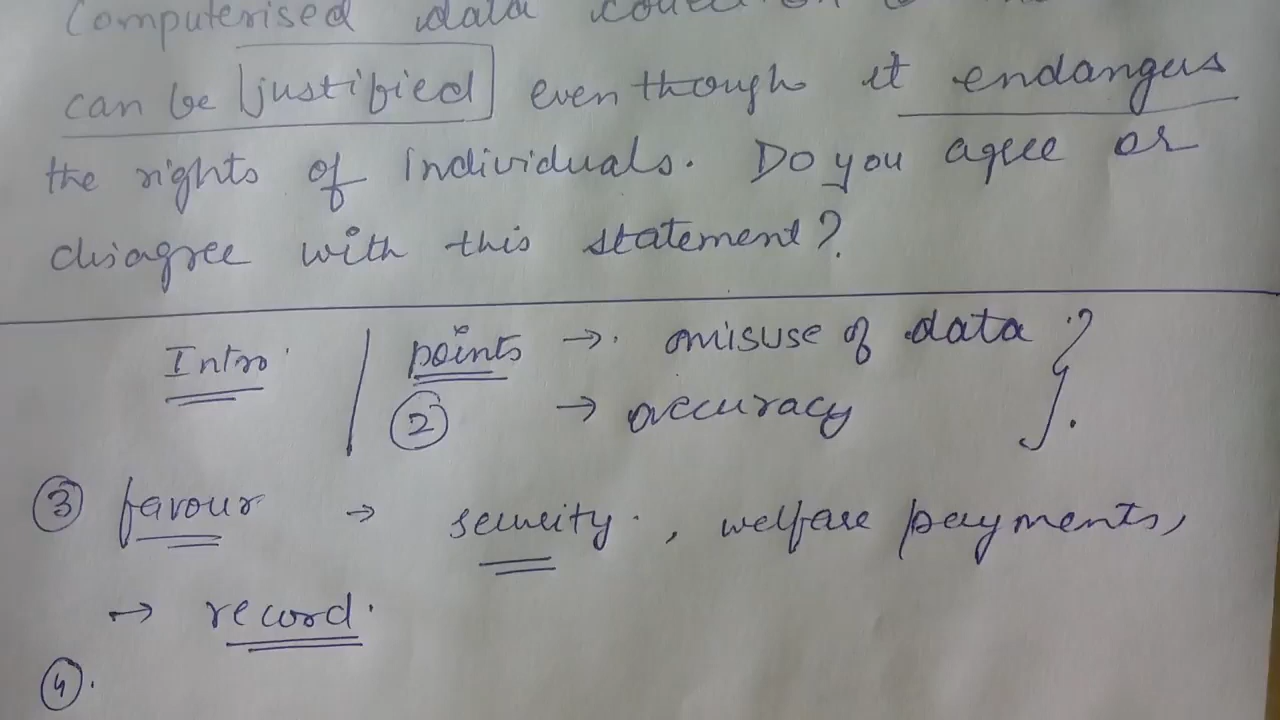 Computerised data
can be justified even though it endangers
the rights of individuals. Do you agree or
disagree with this statement?
Intro. points → misuse of data
② → accuracy
③ favour → security, welfare payments,
→ record.
④.